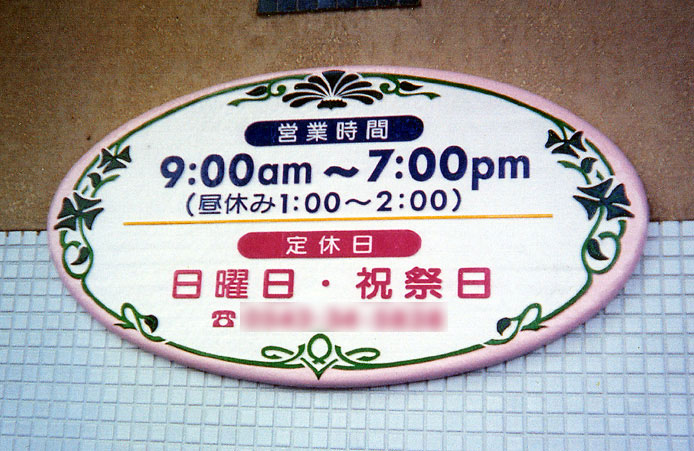 営業時間
9:00am～7:00pm
(昼休み1:00～2:00)
定休日
日曜日・祝祭日
☎